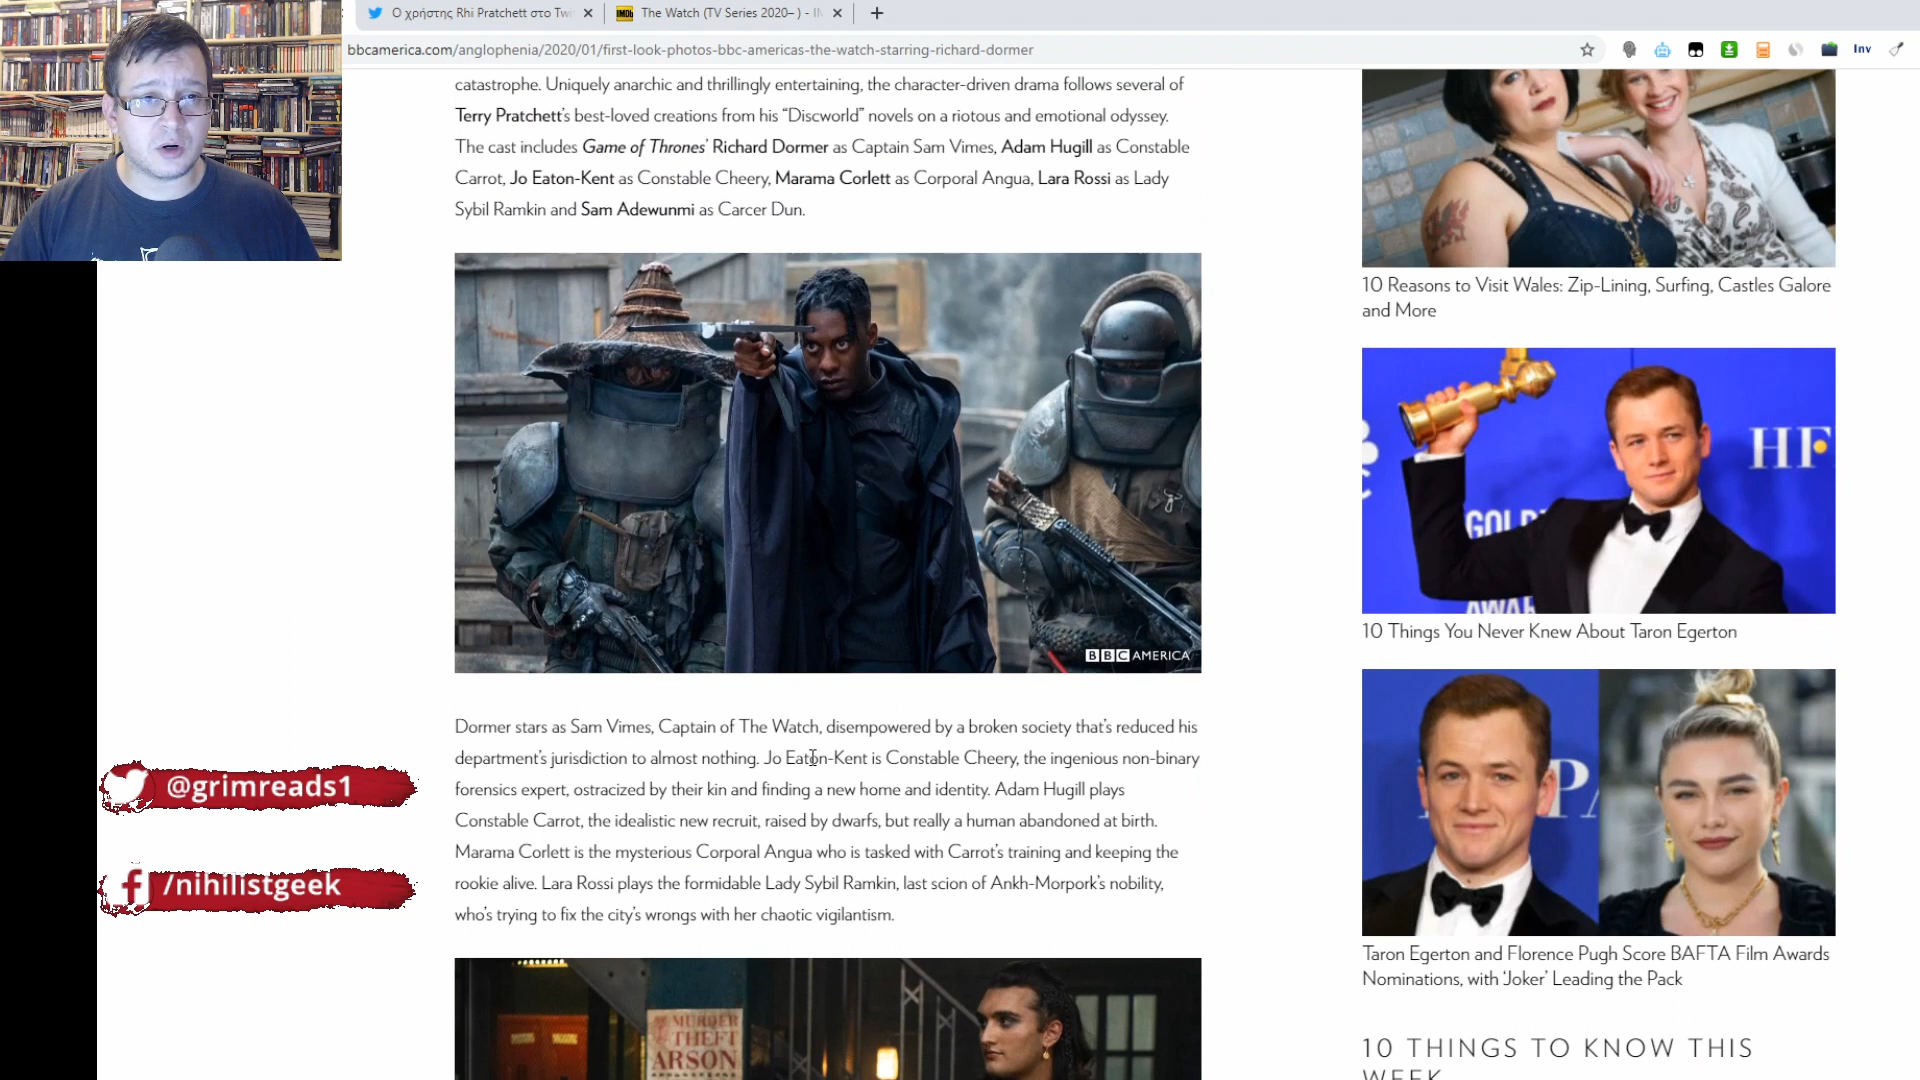 Ο χρήστης Rhi Pratchett στο Twi
The Watch (TV Series 2020– ) - IM
bbcamerica.com/anglophenia/2020/01/first-look-photos-bbc-americas-the-watch-starring-richard-dormer
Inv
catastrophe. Uniquely anarchic and thrillingly entertaining, the character-driven drama follows several of
Terry Pratchett's best-loved creations from his “Discworld” novels on a riotous and emotional odyssey.
The cast includes Game of Thrones' Richard Dormer as Captain Sam Vimes, Adam Hugill as Constable
Carrot, Jo Eaton-Kent as Constable Cheery, Marama Corlett as Corporal Angua, Lara Rossi as Lady
Sybil Ramkin and Sam Adewunmi as Carcer Dun.
BBC AMERICA
Dormer stars as Sam Vimes, Captain of The Watch, disempowered by a broken society that's reduced his
department's jurisdiction to almost nothing. Jo Eaton-Kent is Constable Cheery, the ingenious non-binary
forensics expert, ostracized by their kin and finding a new home and identity. Adam Hugill plays
Constable Carrot, the idealistic new recruit, raised by dwarfs, but really a human abandoned at birth.
Marama Corlett is the mysterious Corporal Angua who is tasked with Carrot's training and keeping the
rookie alive. Lara Rossi plays the formidable Lady Sybil Ramkin, last scion of Ankh-Morpork's nobility,
who's trying to fix the city's wrongs with her chaotic vigilantism.
MURDER
THEFT
ARSON
@grimreads1
/nihilistgeek
10 Reasons to Visit Wales: Zip-Lining, Surfing, Castles Galore
and More
HF
GOLD
AWAR
10 Things You Never Knew About Taron Egerton
Taron Egerton and Florence Pugh Score BAFTA Film Awards
Nominations, with ‘Joker’ Leading the Pack
10 THINGS TO KNOW THIS
WEEK